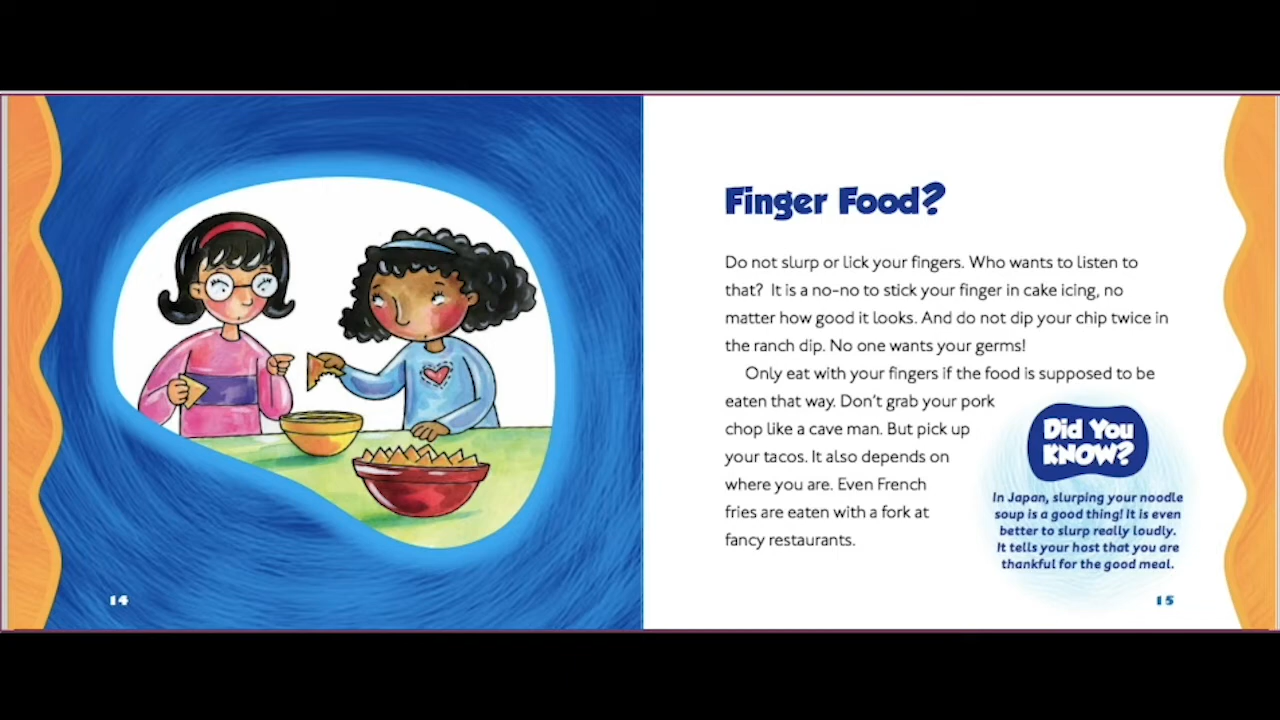 Finger Food?
Do not slurp or lick your fingers. Who wants to listen to
that? It is a no-no to stick your finger in cake icing, no
matter how good it looks. And do not dip your chip twice in
the ranch dip. No one wants your germs!
Only eat with your fingers if the food is supposed to be
eaten that way. Don't grab your pork
chop like a cave man. But pick up
your tacos. It also depends on
where you are. Even French
fries are eaten with a fork at
fancy restaurants.
Did You
KNOW?
In Japan, slurping your noodle
soup is a good thing! It is even
better to slurp really loudly.
It tells your host that you are
thankful for the good meal.
14
15